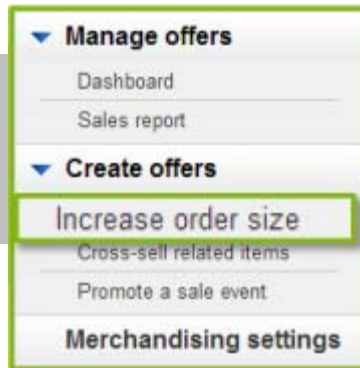 Manage offers
Dashboard
Sales report
Create offers
Increase order size
Cross-sell related items
Promote a sale event
Merchandising settings